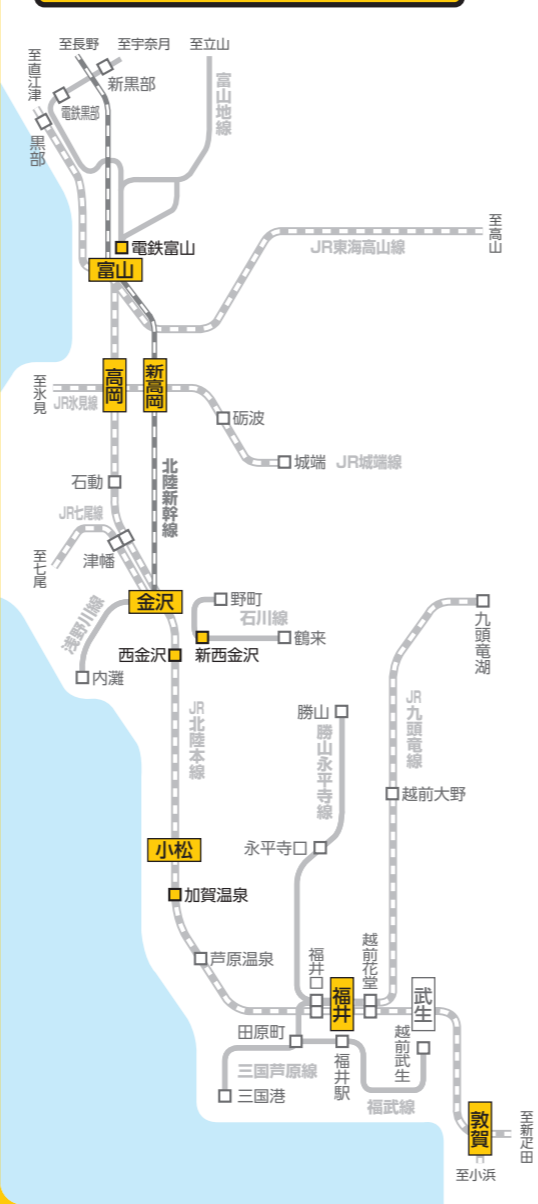 至長野
至宇奈月
至立山
至直江津
新黒部
電鉄黒部
黒部
富山地線
電鉄富山
富山
JR東海高山線
至高山
高岡
新高岡
至氷見
JR氷見線
砺波
城端
JR城端線
北陸新幹線
石動
JR七尾線
津幡
至七尾
金沢
野町
石川線
浅野川線
西金沢
新西金沢
鶴来
九頭竜湖
内灘
JR北陸本線
勝山
勝山永平寺線
JR九頭竜線
越前大野
小松
永平寺口
加賀温泉
芦原温泉
福井口
福井
越前花堂
武生
田原町
福井駅
越前武生
三国芦原線
三国港
福武線
敦賀
至新疋田
至小浜